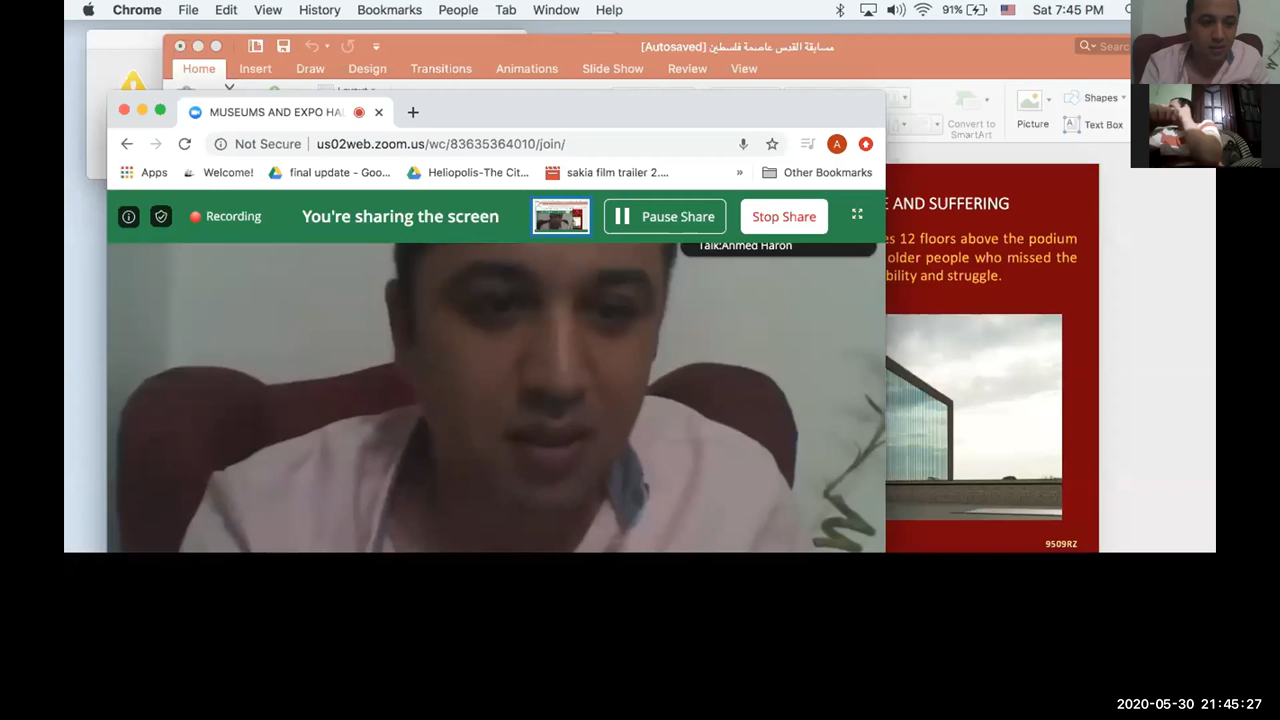 Chrome File Edit View History Bookmarks People Tab Window Help 91% Sat 7:45 PM
مسابقة القدس عاصمة فلسطين [Autosaved]
Home Insert Draw Design Transitions Animations Slide Show Review View
MUSEUMS AND EXPO HA
Convert to SmartArt
Picture
Shapes
Text Box
Not Secure us02web.zoom.us/wc/83635364010/join/
A
Apps Welcome! final update - Goo... Heliopolis-The Cit... sakia film trailer 2.... » Other Bookmarks
Recording You're sharing the screen Pause Share Stop Share
Talk:Ahmed Haron
E AND SUFFERING
es 12 floors above the podium
older people who missed the
bility and struggle.
9509RZ
2020-05-30 21:45:27